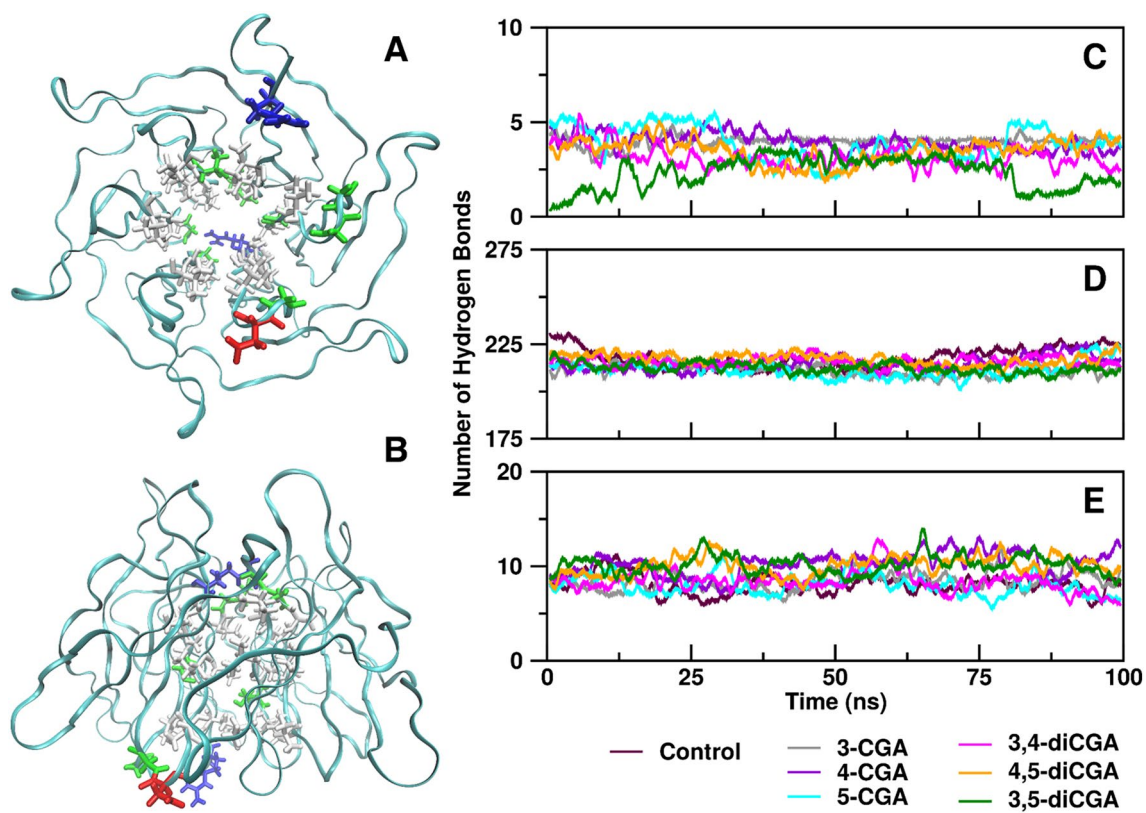 A
B
Number of Hydrogen Bonds
10
5
0
C
275
225
175
D
20
10
0
E
0 25 50 75 100
Time (ns)
Control
3-CGA
4-CGA
5-CGA
3,4-diCGA
4,5-diCGA
3,5-diCGA